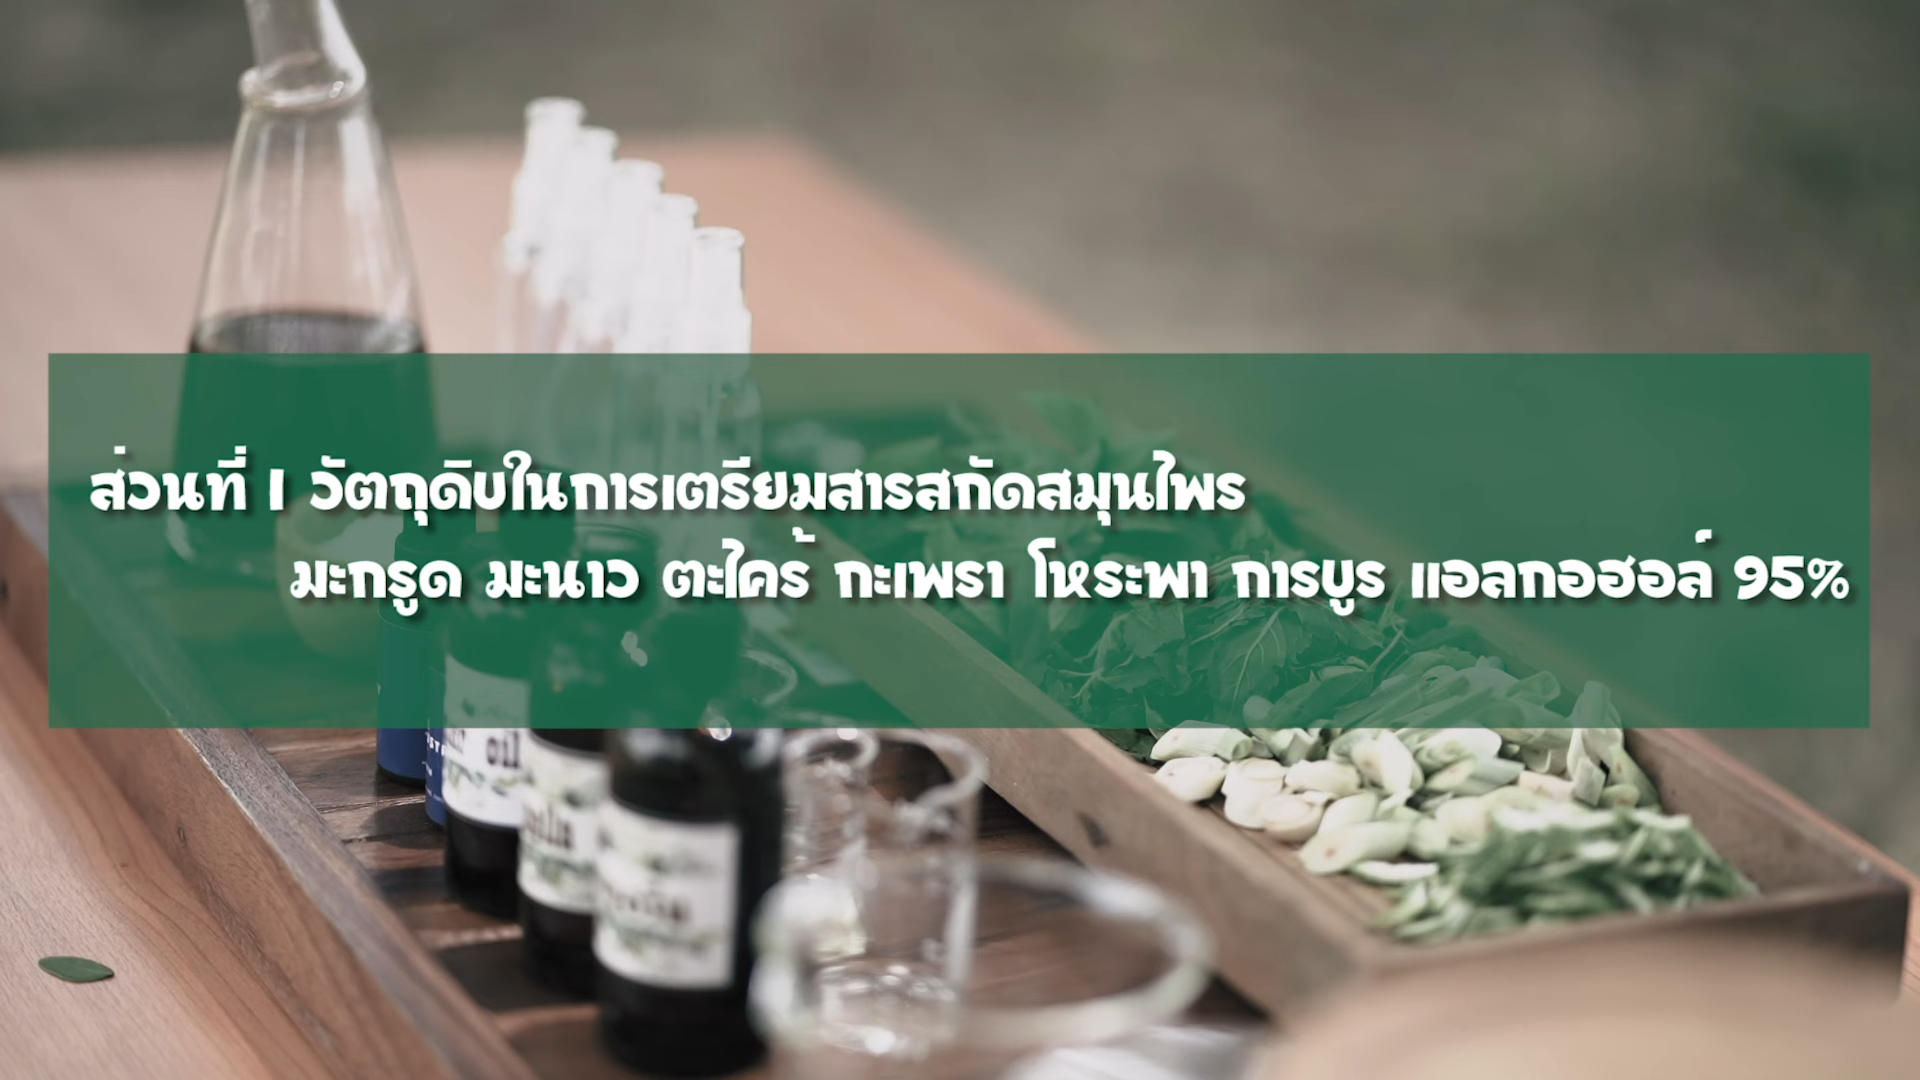 ส่วนที่ 1 วัตถุดิบในการเตรียมสารสกัดสมุนไพร
มะกรูด มะนาว ตะไคร้ กะเพรา โหระพา การบูร แอลกอฮอล์ 95%
oil